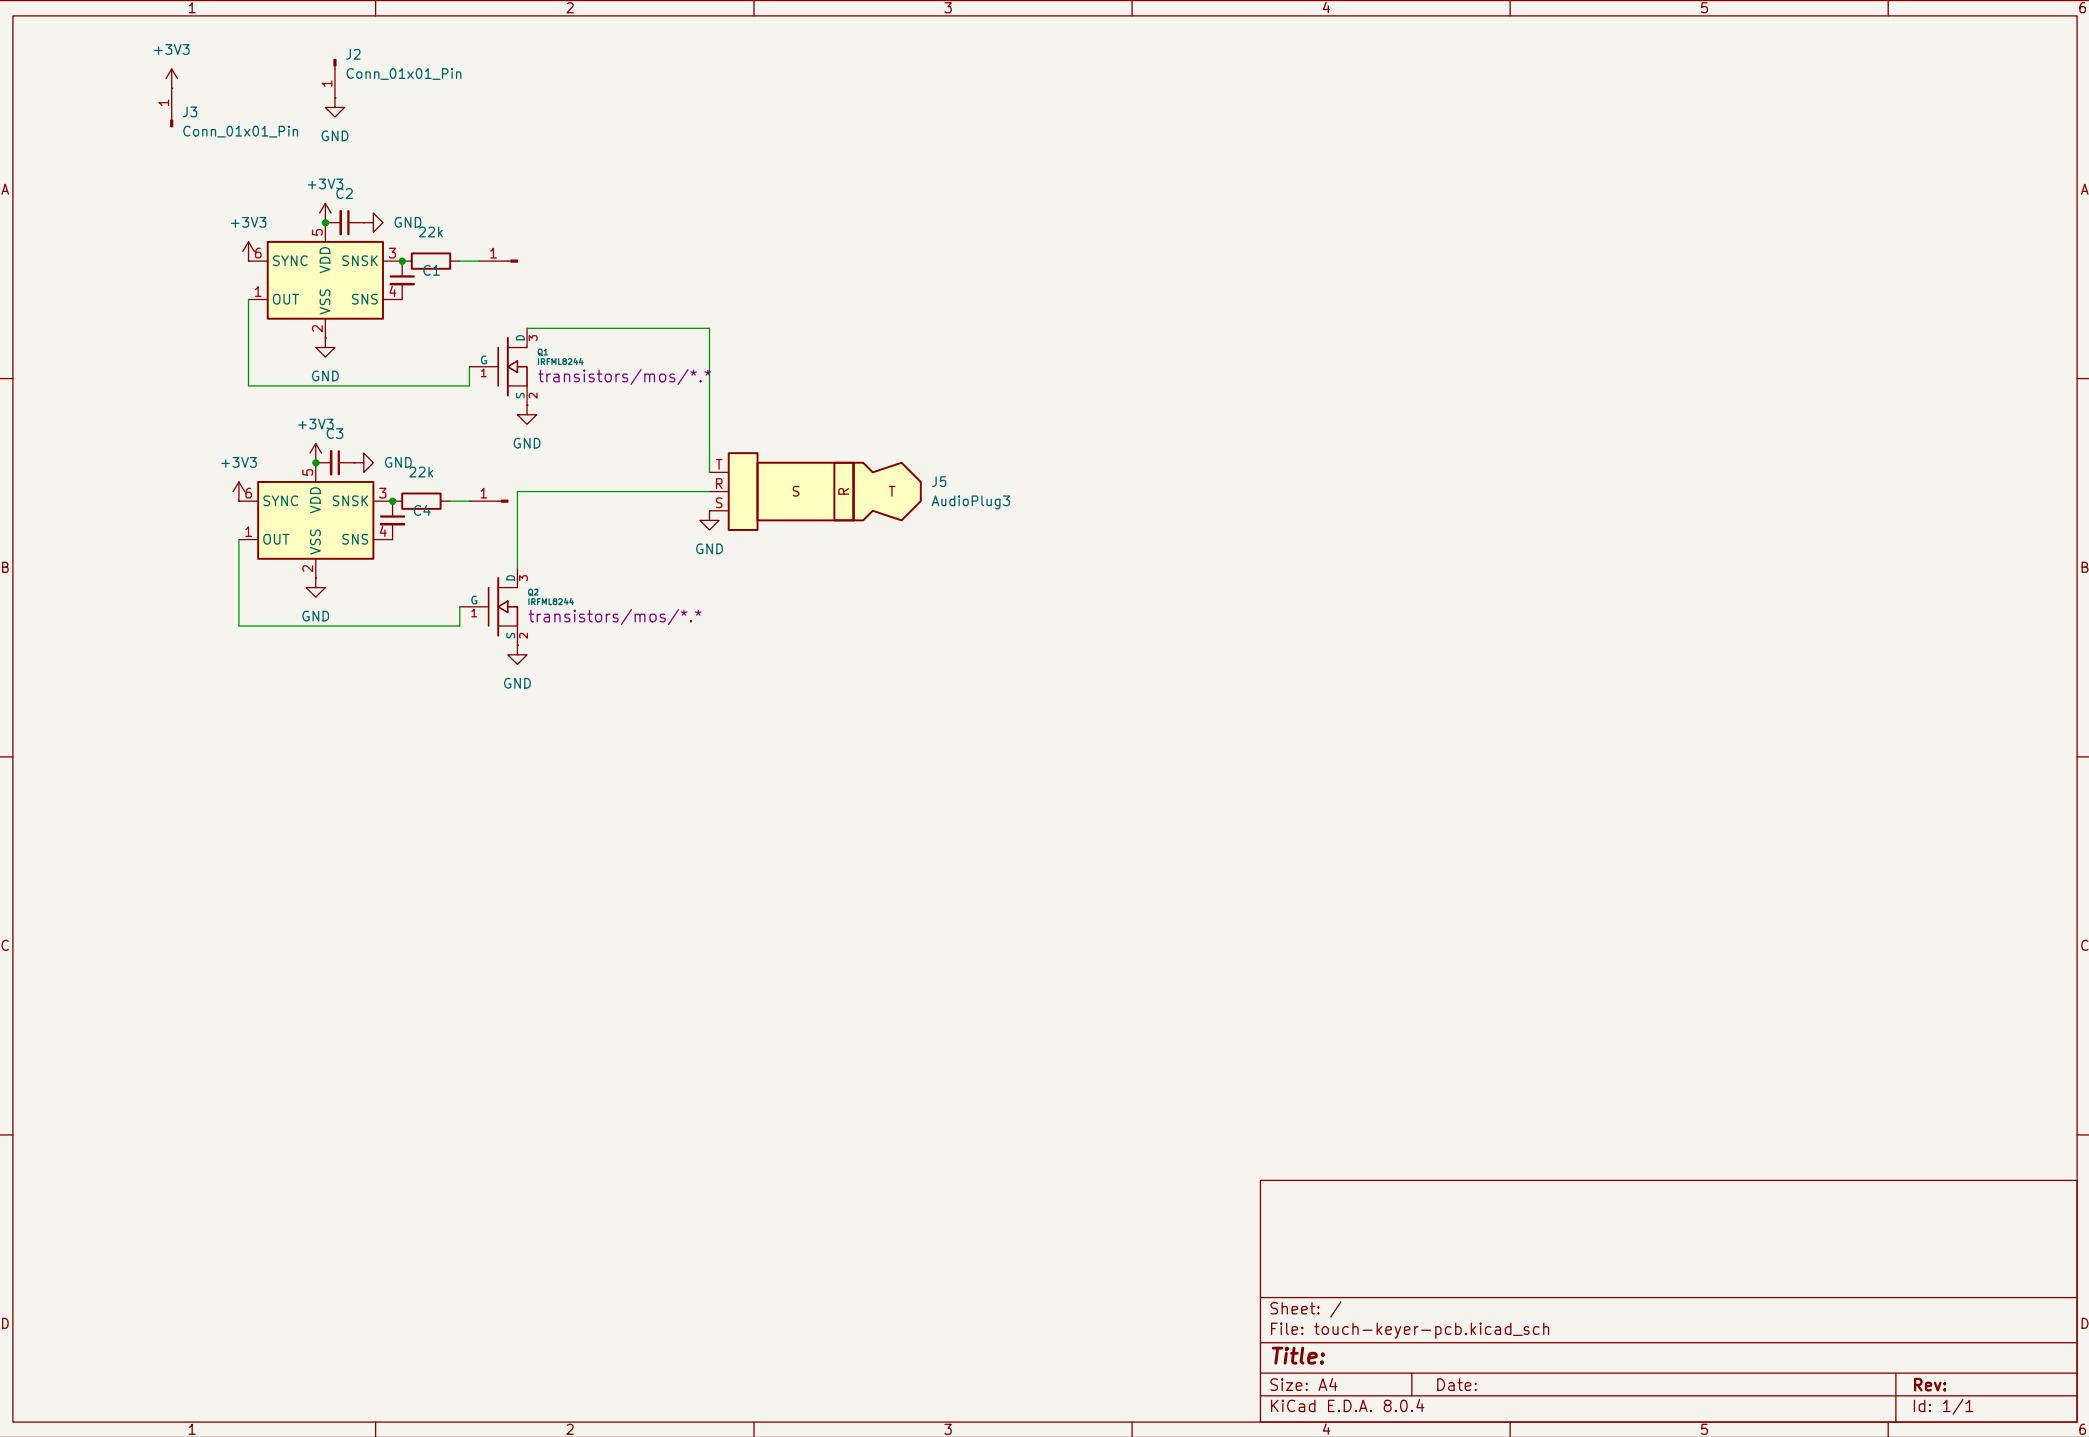 1 2 3 4 5 6
+3V3
1
J3
Conn_01x01_Pin
J2
Conn_01x01_Pin
1
GND
A
A
+3V3
C2
+3V3
GND
22k
5
6
SYNC
VDD
SNSK
3
1
C1
1
OUT
VSS
SNS
4
2
GND
D
3
Q1
IRFML8244
G
1
transistors/mos/*.*
S
2
GND
+3V3
C3
+3V3
GND
22k
5
6
SYNC
VDD
SNSK
3
1
C4
1
OUT
VSS
SNS
4
2
GND
T
R
S
S
R
T
J5
AudioPlug3
GND
B
B
D
3
Q2
IRFML8244
G
1
transistors/mos/*.*
S
2
GND
C
C
Sheet: /
File: touch-keyer-pcb.kicad_sch
D
D
Title:
Size: A4
Date:
Rev:
KiCad E.D.A. 8.0.4
Id: 1/1
1 2 3 4 5 6